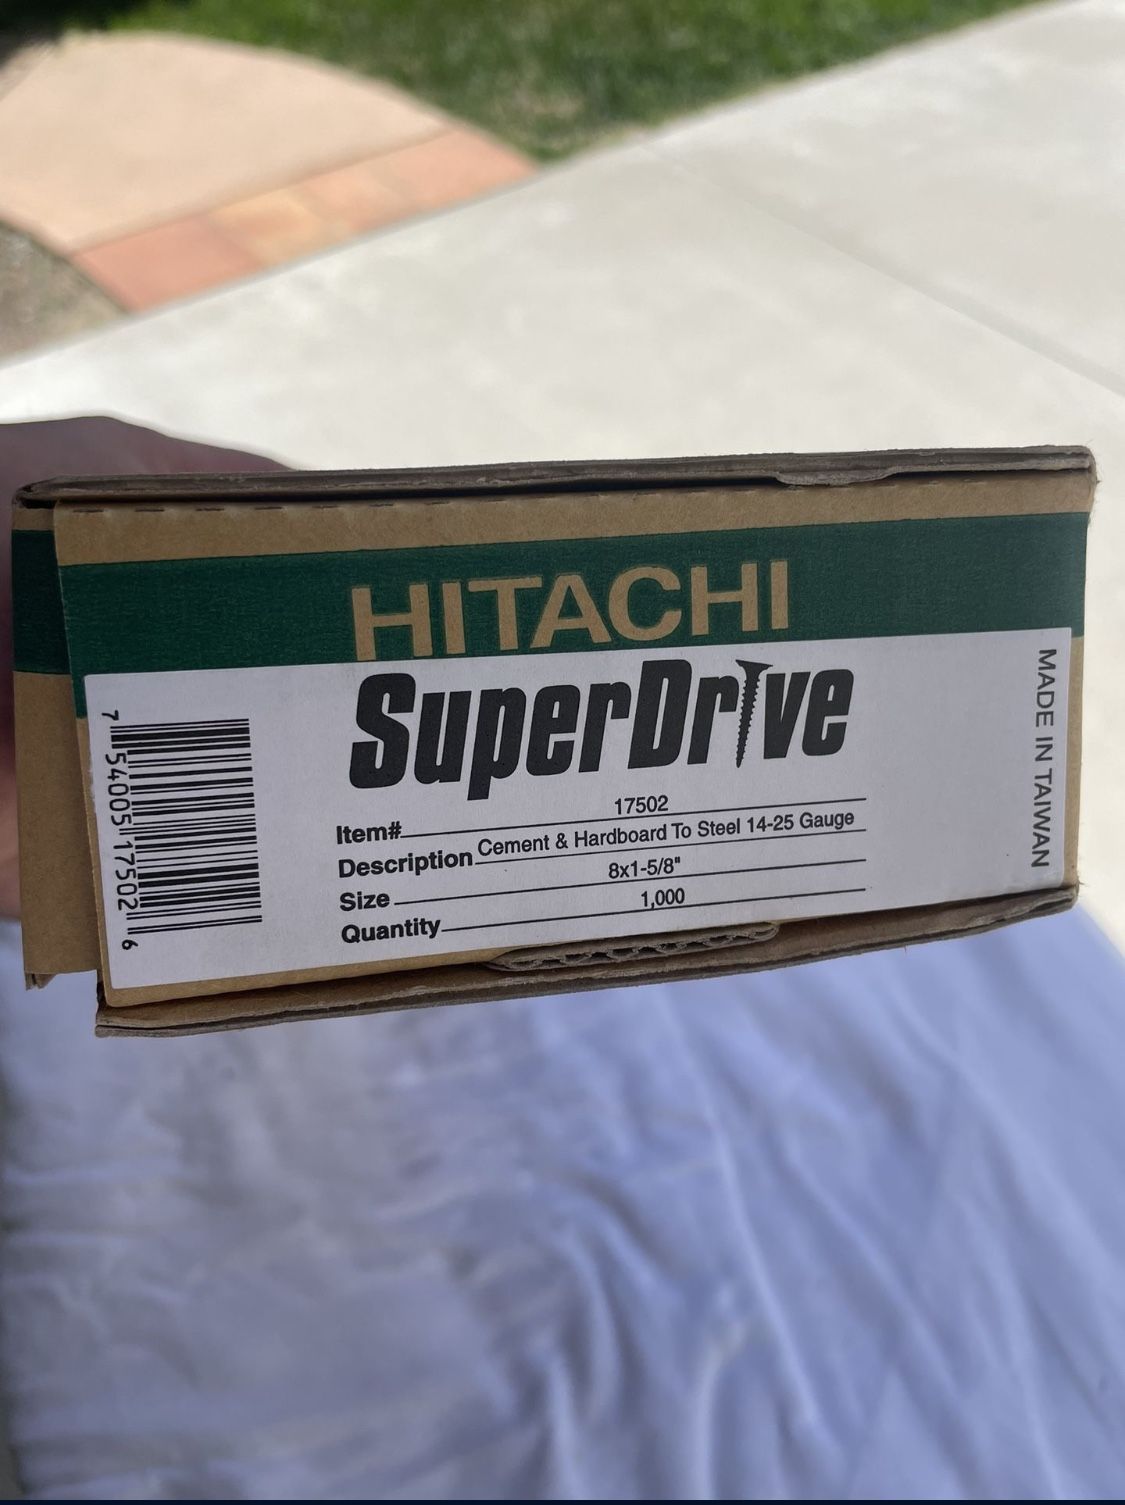 HITACHI
SuperDrive
Item# 17502
Description Cement & Hardboard To Steel 14-25 Gauge
Size 8x1-5/8"
Quantity 1,000
7 54005 17502 6
MADE IN TAIWAN